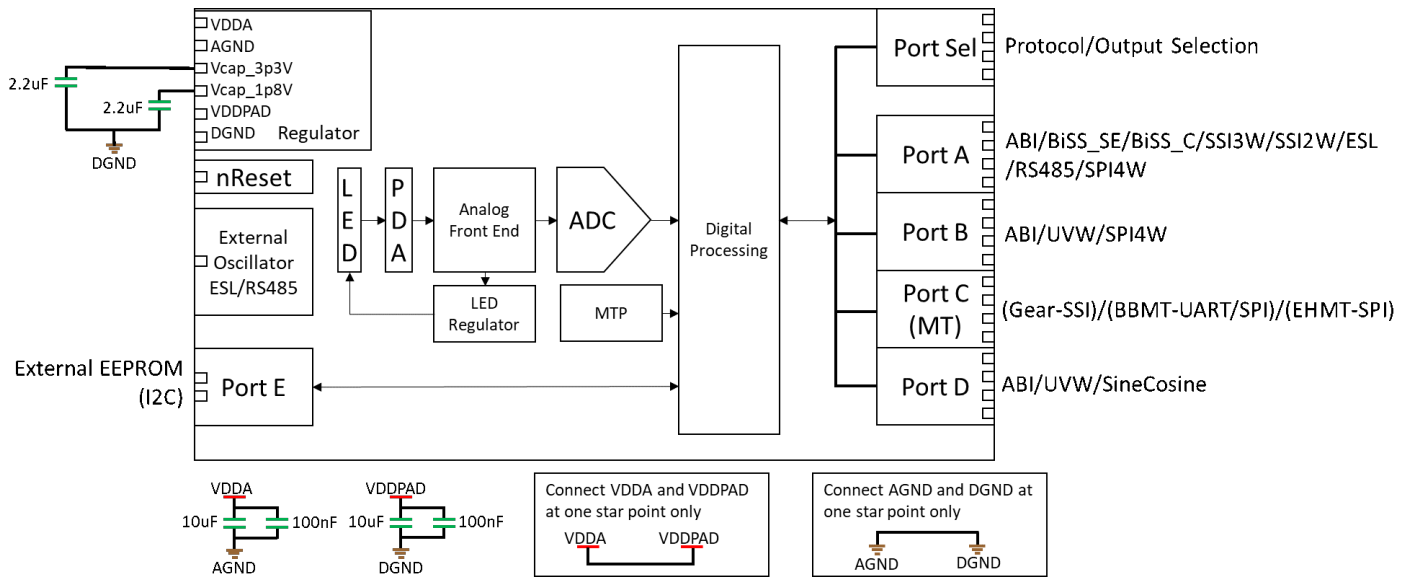 VDDA
AGND
Vcap_3p3V
Vcap_1p8V
VDDPAD
DGND
Regulator
2.2uF
2.2uF
DGND
nReset
External
Oscillator
ESL/RS485
External EEPROM
(I2C)
Port E
L
E
D
P
D
A
Analog
Front End
ADC
LED
Regulator
MTP
Digital
Processing
Port Sel
Protocol/Output Selection
Port A
ABI/BiSS_SE/BiSS_C/SSI3W/SSI2W/ESL
/RS485/SPI4W
Port B
ABI/UVW/SPI4W
Port C
(MT)
(Gear-SSI)/(BBMT-UART/SPI)/(EHMT-SPI)
Port D
ABI/UVW/SineCosine
VDDA
10uF
100nF
AGND
VDDPAD
10uF
100nF
DGND
Connect VDDA and VDDPAD
at one star point only
VDDA
VDDPAD
Connect AGND and DGND at
one star point only
AGND
DGND